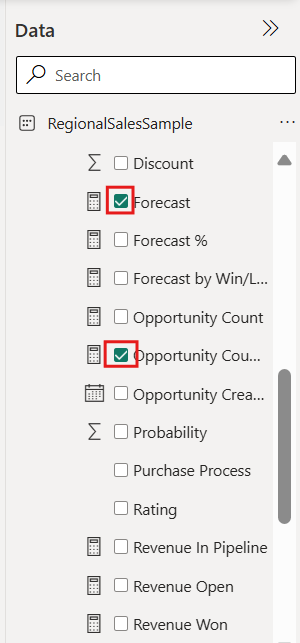 Data
Search
RegionalSalesSample
Discount
Forecast
Forecast %
Forecast by Win/L...
Opportunity Count
Opportunity Cou...
Opportunity Crea...
Probability
Purchase Process
Rating
Revenue In Pipeline
Revenue Open
Revenue Won